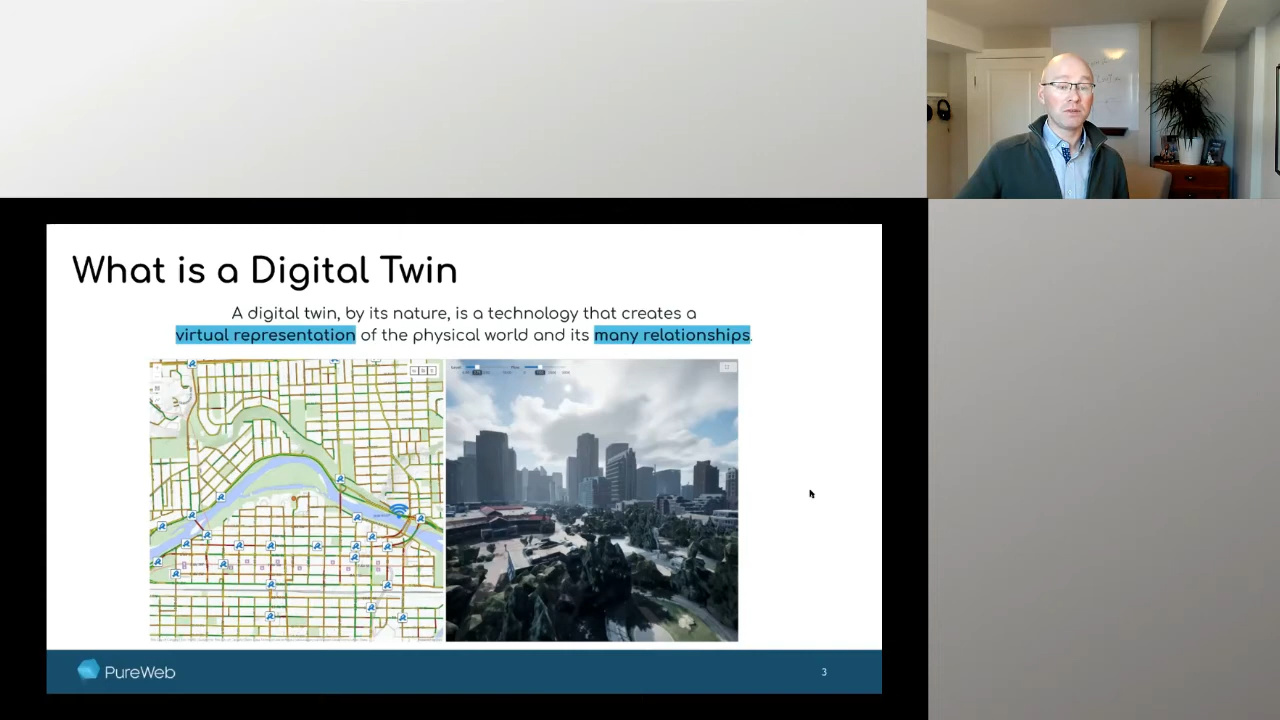 What is a Digital Twin
A digital twin, by its nature, is a technology that creates a
virtual representation of the physical world and its many relationships.
PureWeb
3